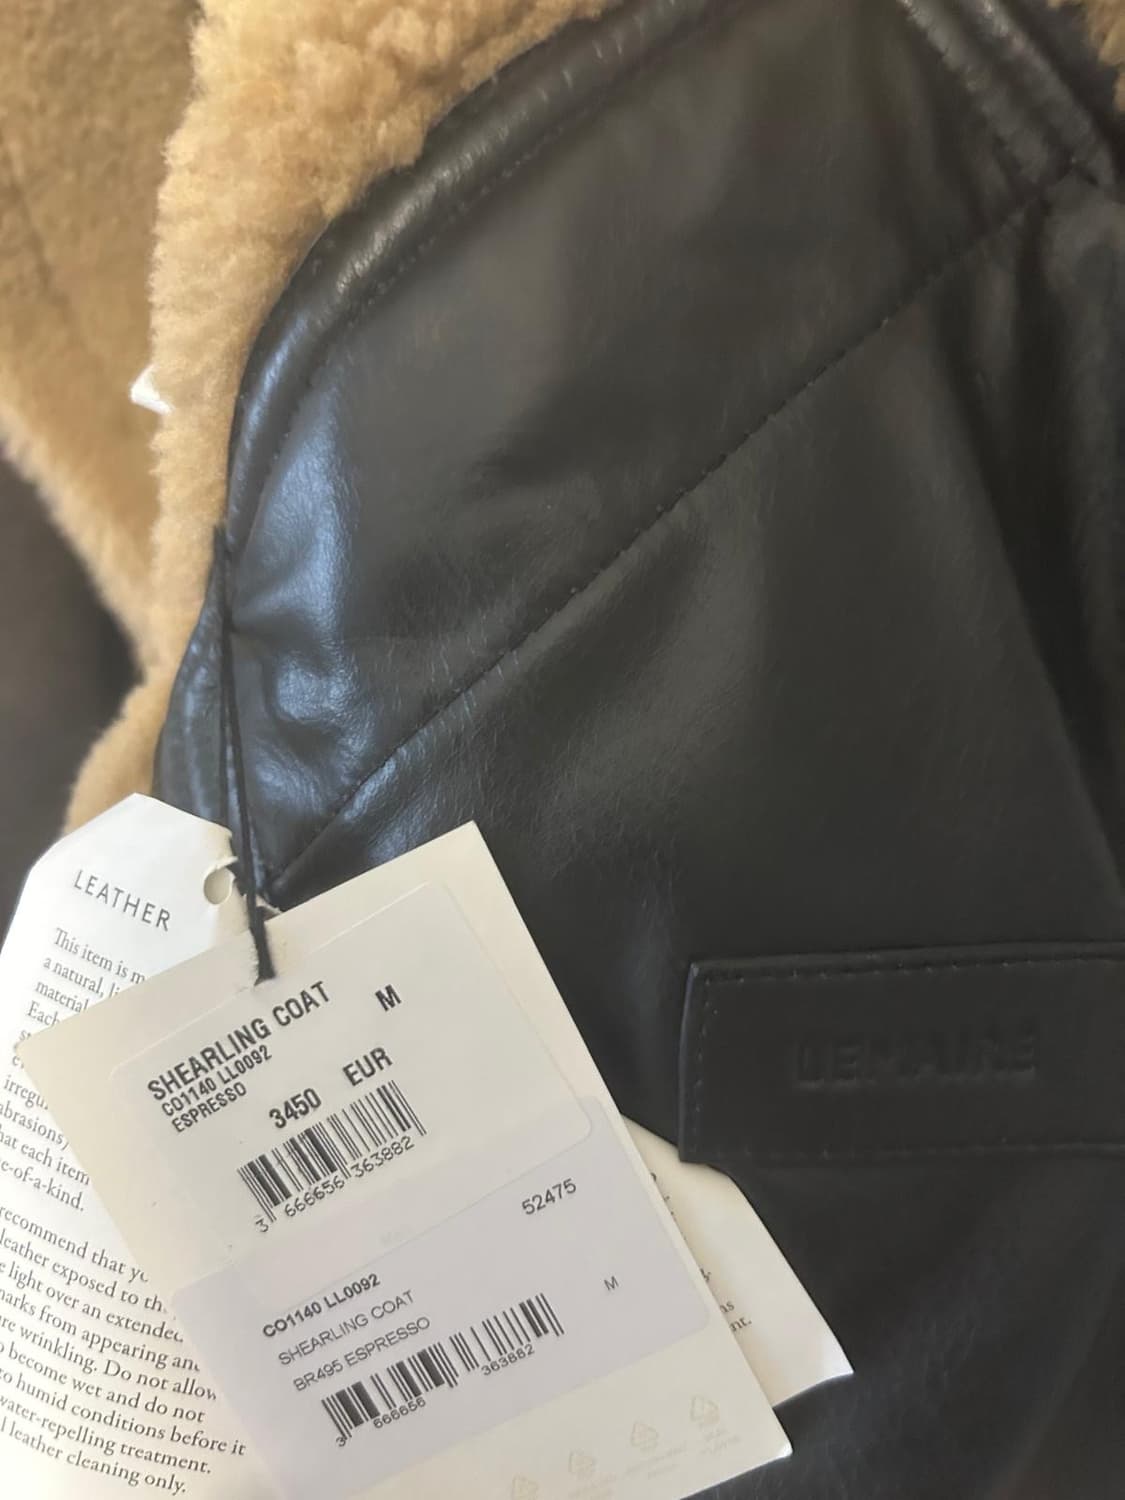 LEATHER
This item is m
a natural, li
material
Each
irregu
abrasions)
hat each item
e-of-a-kind.
recommend that yo
leather exposed to th
e light over an extended
marks from appearing and
re wrinkling. Do not allow
o become wet and do not
to humid conditions before it
water-repelling treatment.
l leather cleaning only.
SHEARLING COAT M
CO1140 LL0092
ESPRESSO
3450 EUR
3 666656 363882
52475
CO1140 LL0092
SHEARLING COAT M
BR495 ESPRESSO
3 666656 363882
LEMAIRE